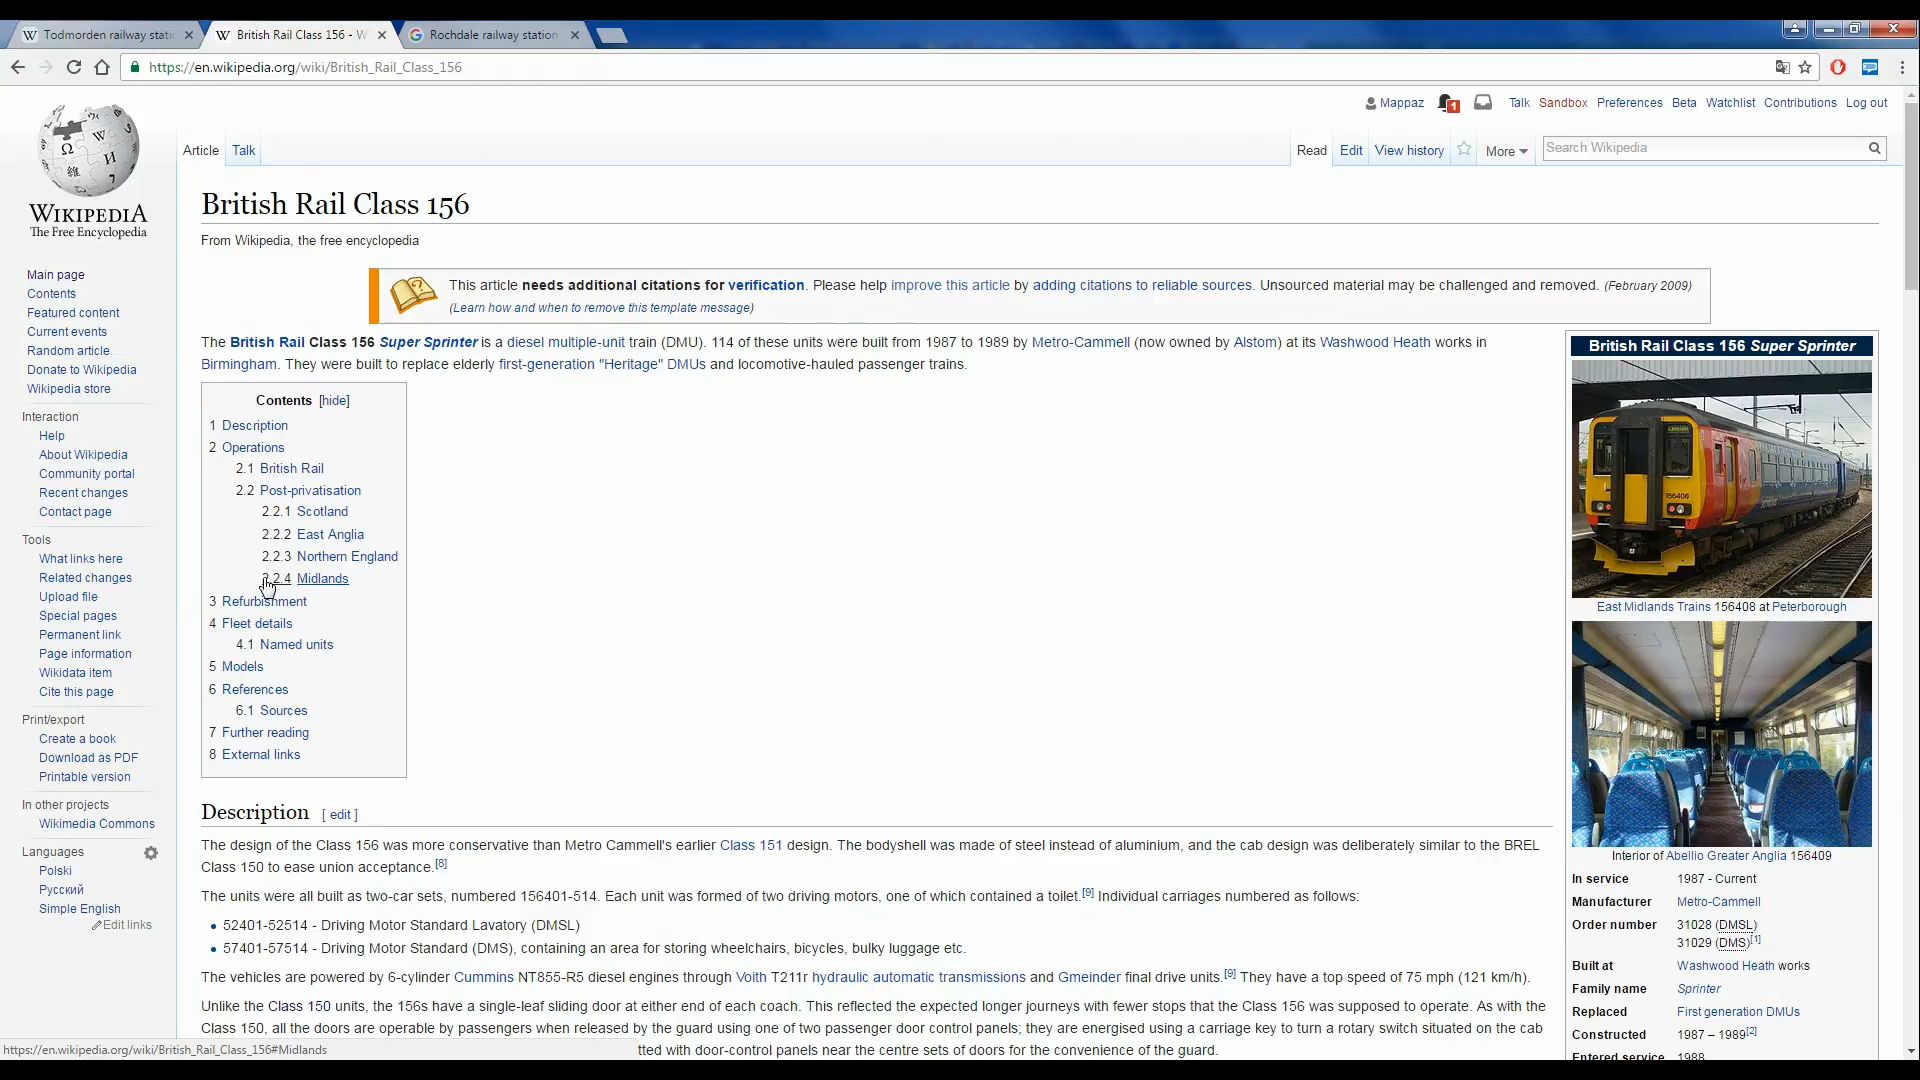 Todmorden railway stati
British Rail Class 156 - W
Rochdale railway station
https://en.wikipedia.org/wiki/British_Rail_Class_156
Mappaz
1
Talk
Sandbox
Preferences
Beta
Watchlist
Contributions
Log out
WIKIPEDIA
The Free Encyclopedia
Article
Talk
Read
Edit
View history
More
Search Wikipedia
Main page
Contents
Featured content
Current events
Random article
Donate to Wikipedia
Wikipedia store
Interaction
Help
About Wikipedia
Community portal
Recent changes
Contact page
Tools
What links here
Related changes
Upload file
Special pages
Permanent link
Page information
Wikidata item
Cite this page
Print/export
Create a book
Download as PDF
Printable version
In other projects
Wikimedia Commons
Languages
Polski
Русский
Simple English
Edit links
British Rail Class 156
From Wikipedia, the free encyclopedia
This article needs additional citations for verification. Please help improve this article by adding citations to reliable sources. Unsourced material may be challenged and removed. (February 2009)
(Learn how and when to remove this template message)
The British Rail Class 156 Super Sprinter is a diesel multiple-unit train (DMU). 114 of these units were built from 1987 to 1989 by Metro-Cammell (now owned by Alstom) at its Washwood Heath works in
Birmingham. They were built to replace elderly first-generation "Heritage" DMUs and locomotive-hauled passenger trains.
Contents [hide]
1 Description
2 Operations
2.1 British Rail
2.2 Post-privatisation
2.2.1 Scotland
2.2.2 East Anglia
2.2.3 Northern England
2.2.4 Midlands
3 Refurbishment
4 Fleet details
4.1 Named units
5 Models
6 References
6.1 Sources
7 Further reading
8 External links
Description [ edit ]
The design of the Class 156 was more conservative than Metro Cammell's earlier Class 151 design. The bodyshell was made of steel instead of aluminium, and the cab design was deliberately similar to the BREL
Class 150 to ease union acceptance.[8]
The units were all built as two-car sets, numbered 156401-514. Each unit was formed of two driving motors, one of which contained a toilet.[9] Individual carriages numbered as follows:
52401-52514 - Driving Motor Standard Lavatory (DMSL)
57401-57514 - Driving Motor Standard (DMS), containing an area for storing wheelchairs, bicycles, bulky luggage etc.
The vehicles are powered by 6-cylinder Cummins NT855-R5 diesel engines through Voith T211r hydraulic automatic transmissions and Gmeinder final drive units.[9] They have a top speed of 75 mph (121 km/h).
Unlike the Class 150 units, the 156s have a single-leaf sliding door at either end of each coach. This reflected the expected longer journeys with fewer stops that the Class 156 was supposed to operate. As with the
Class 150, all the doors are operable by passengers when released by the guard using one of two passenger door control panels; they are energised using a carriage key to turn a rotary switch situated on the cab
tted with door-control panels near the centre sets of doors for the convenience of the guard.
British Rail Class 156 Super Sprinter
156408
East Midlands Trains 156408 at Peterborough
Interior of Abellio Greater Anglia 156409
In service 1987 - Current
Manufacturer Metro-Cammell
Order number 31028 (DMSL)
31029 (DMS)[1]
Built at Washwood Heath works
Family name Sprinter
Replaced First generation DMUs
Constructed 1987 – 1989[2]
Entered service 1988
https://en.wikipedia.org/wiki/British_Rail_Class_156#Midlands